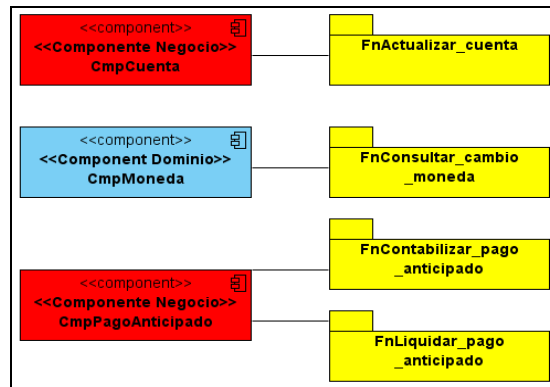 <<component>>
<<Componente Negocio>>
CmpCuenta
FnActualizar_cuenta
<<component>>
<<Component Dominio>>
CmpMoneda
FnConsultar_cambio
_moneda
<<component>>
<<Componente Negocio>>
CmpPagoAnticipado
FnContabilizar_pago
_anticipado
FnLiquidar_pago
_anticipado